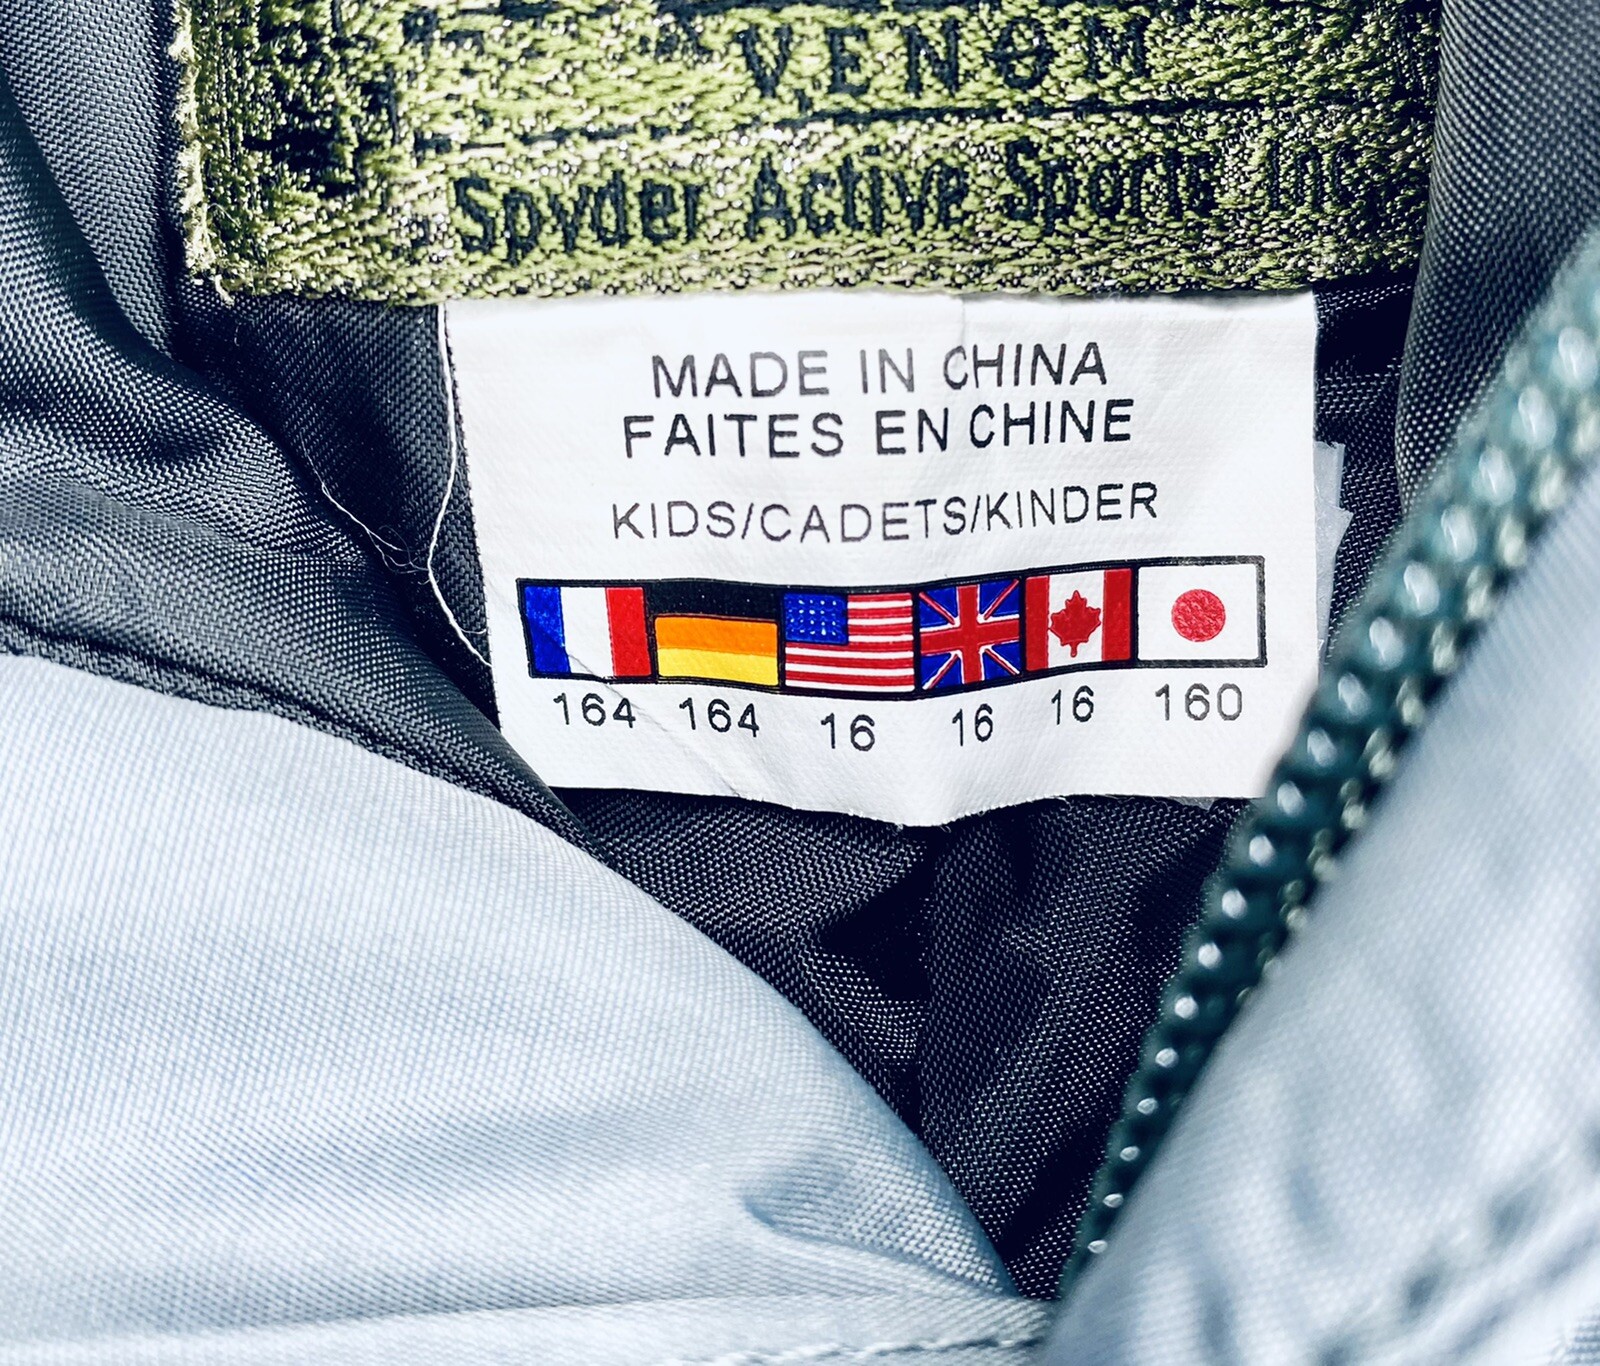 VENOM
Spyder Active Sports Inc
MADE IN CHINA
FAITES EN CHINE
KIDS/CADETS/KINDER
164 164 16 16 16 160